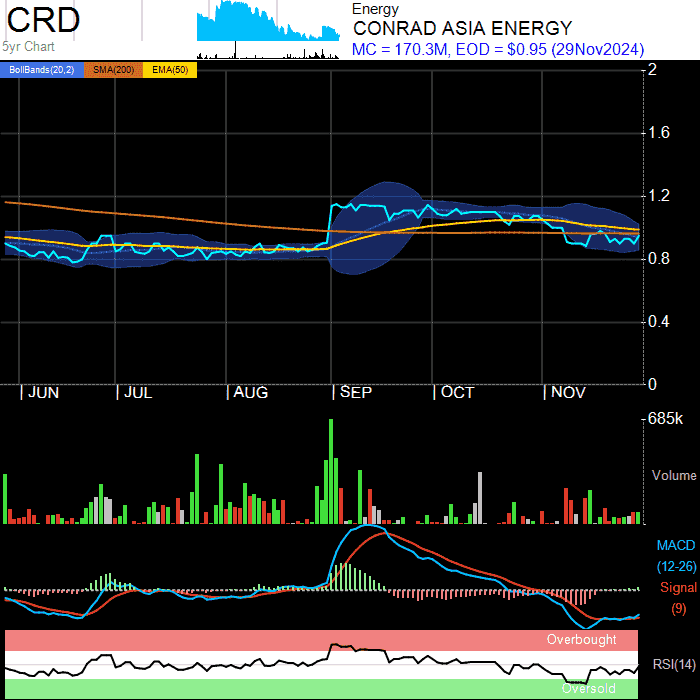 CRD
5yr Chart
Energy
CONRAD ASIA ENERGY
MC = 170.3M, EOD = $0.95 (29Nov2024)
BollBands(20,2) SMA(200) EMA(50)
2
1.6
1.2
0.8
0.4
0
| JUN | JUL | AUG | SEP | OCT | NOV
685k
Volume
MACD
(12-26)
Signal
(9)
Overbought
RSI(14)
Oversold